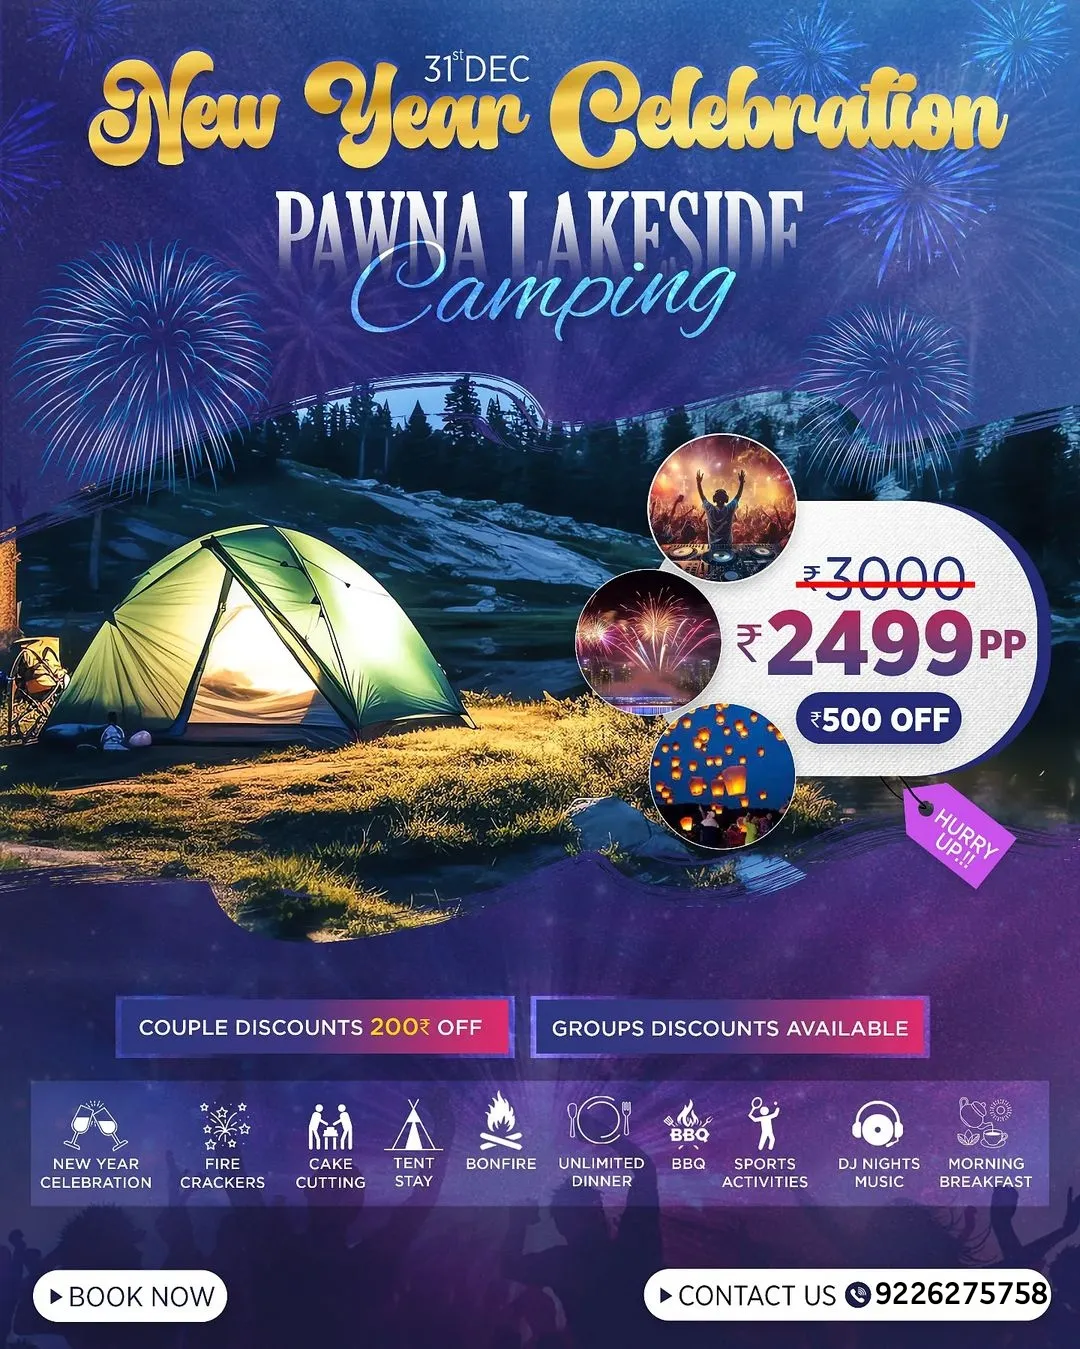 31st DEC
New Year Celebration
PAWNA LAKESIDE
Camping
₹3000
₹2499 PP
₹500 OFF
HURRY
UP..!!
COUPLE DISCOUNTS 200₹ OFF
GROUPS DISCOUNTS AVAILABLE
NEW YEAR
CELEBRATION
FIRE
CRACKERS
CAKE
CUTTING
TENT
STAY
BONFIRE
UNLIMITED
DINNER
BBQ
BBQ
SPORTS
ACTIVITIES
DJ NIGHTS
MUSIC
MORNING
BREAKFAST
BOOK NOW
CONTACT US 9226275758